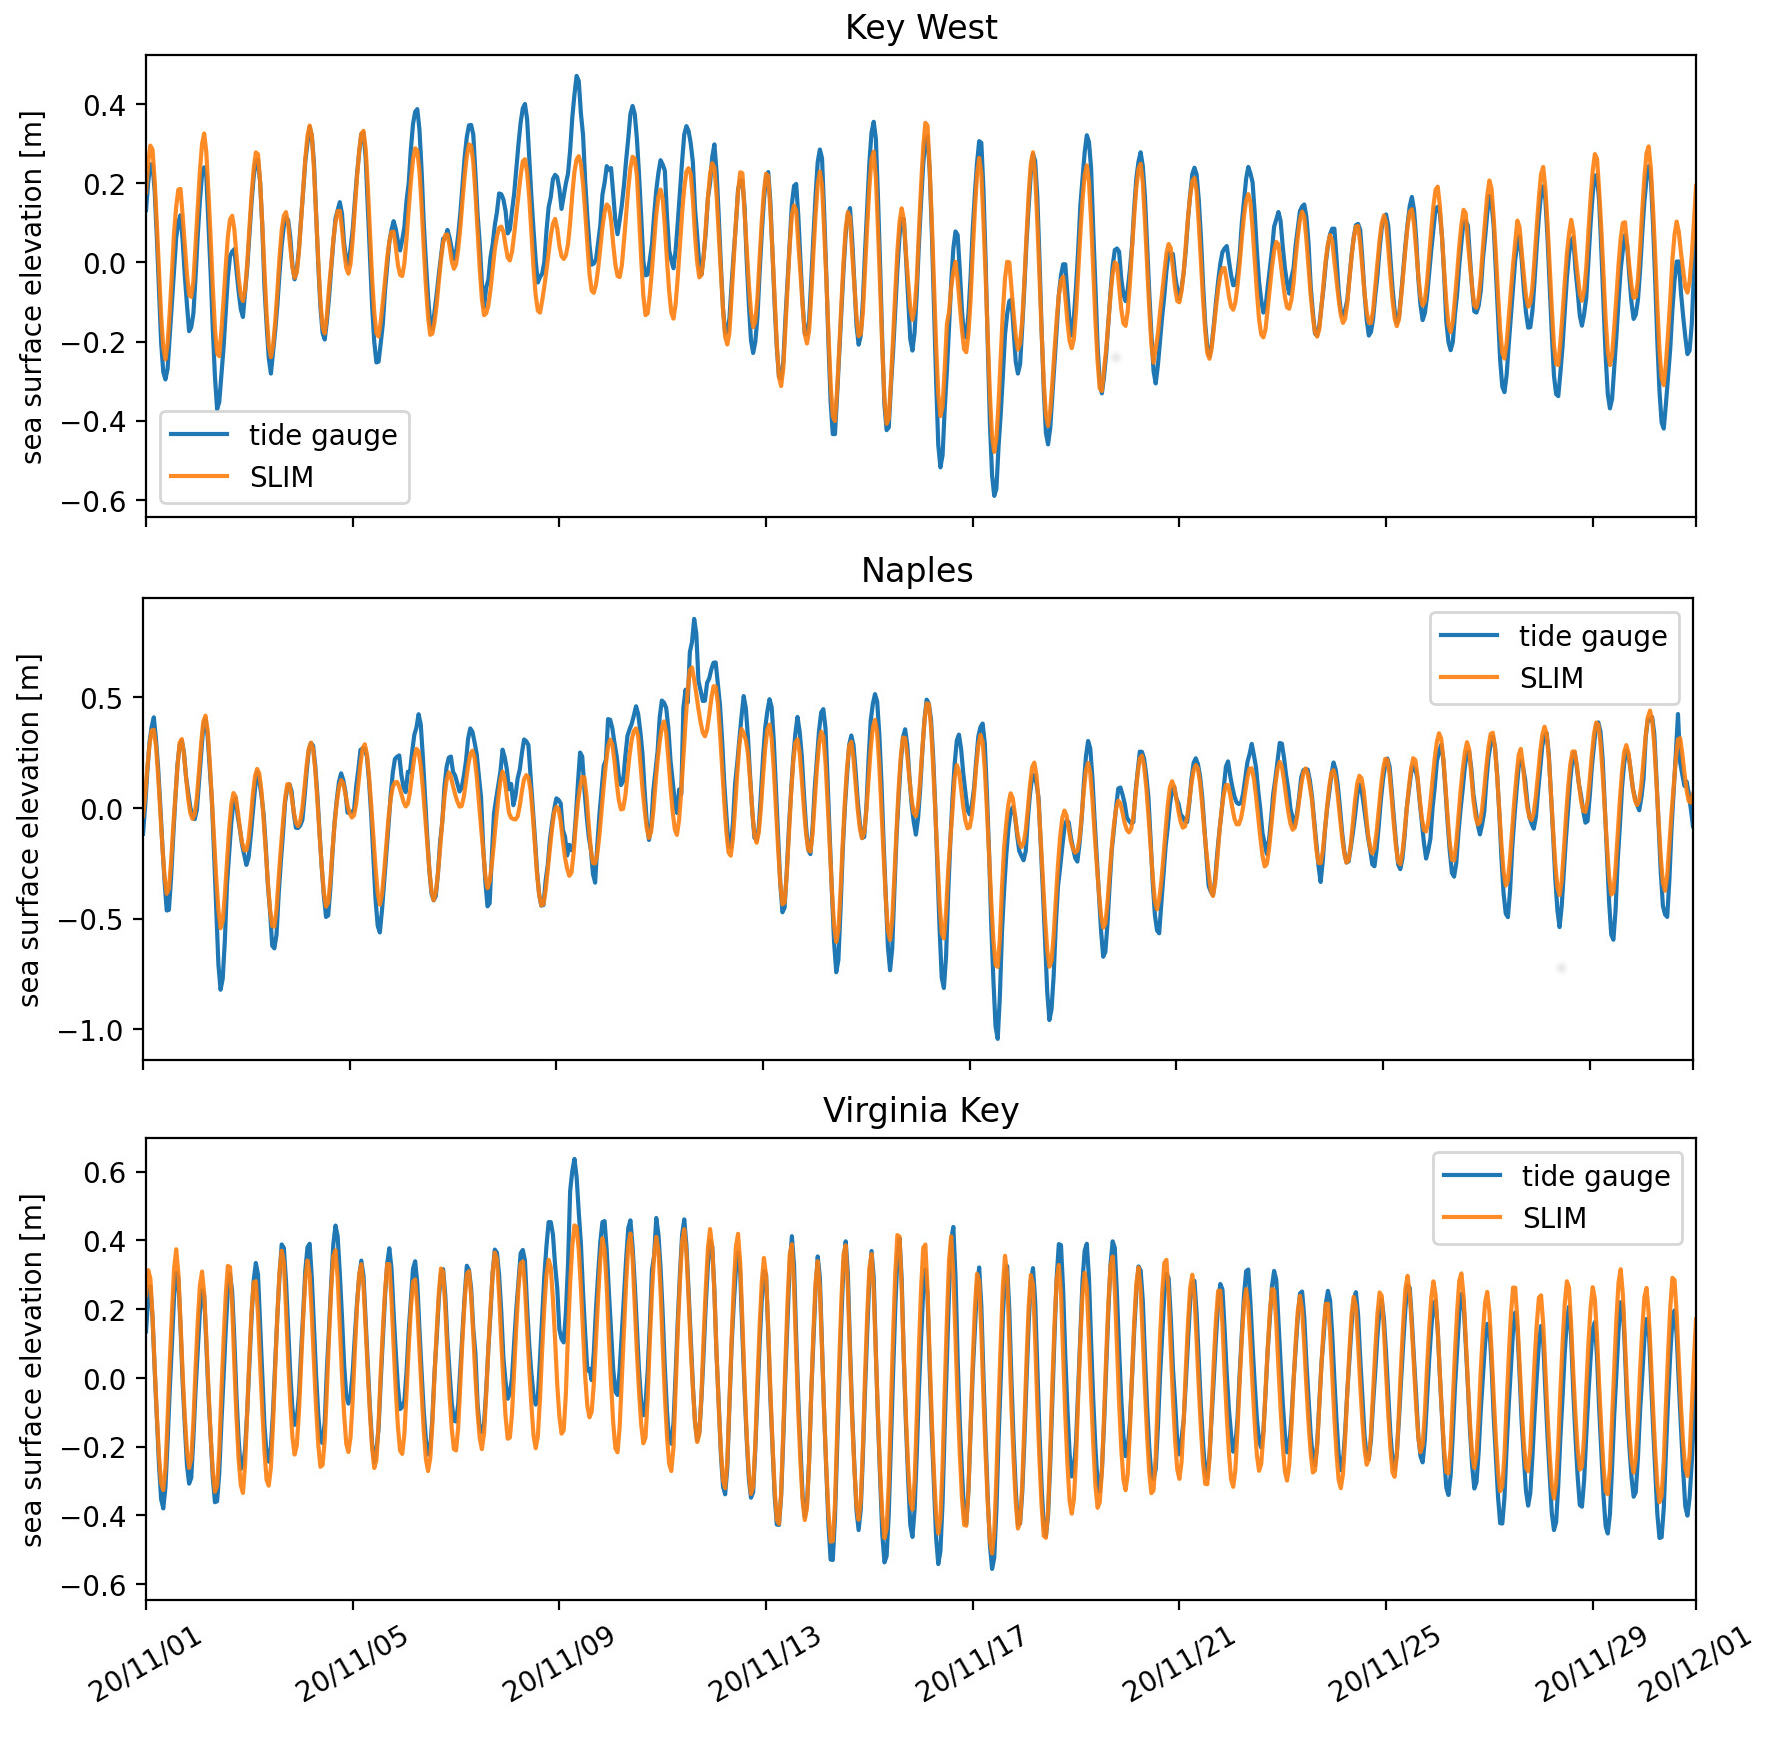 Key West
sea surface elevation [m]
0.4
0.2
0.0
−0.2
−0.4
−0.6
tide gauge
SLIM
Naples
sea surface elevation [m]
0.5
0.0
−0.5
−1.0
tide gauge
SLIM
Virginia Key
sea surface elevation [m]
0.6
0.4
0.2
0.0
−0.2
−0.4
−0.6
tide gauge
SLIM
20/11/01
20/11/05
20/11/09
20/11/13
20/11/17
20/11/21
20/11/25
20/11/29
20/12/01